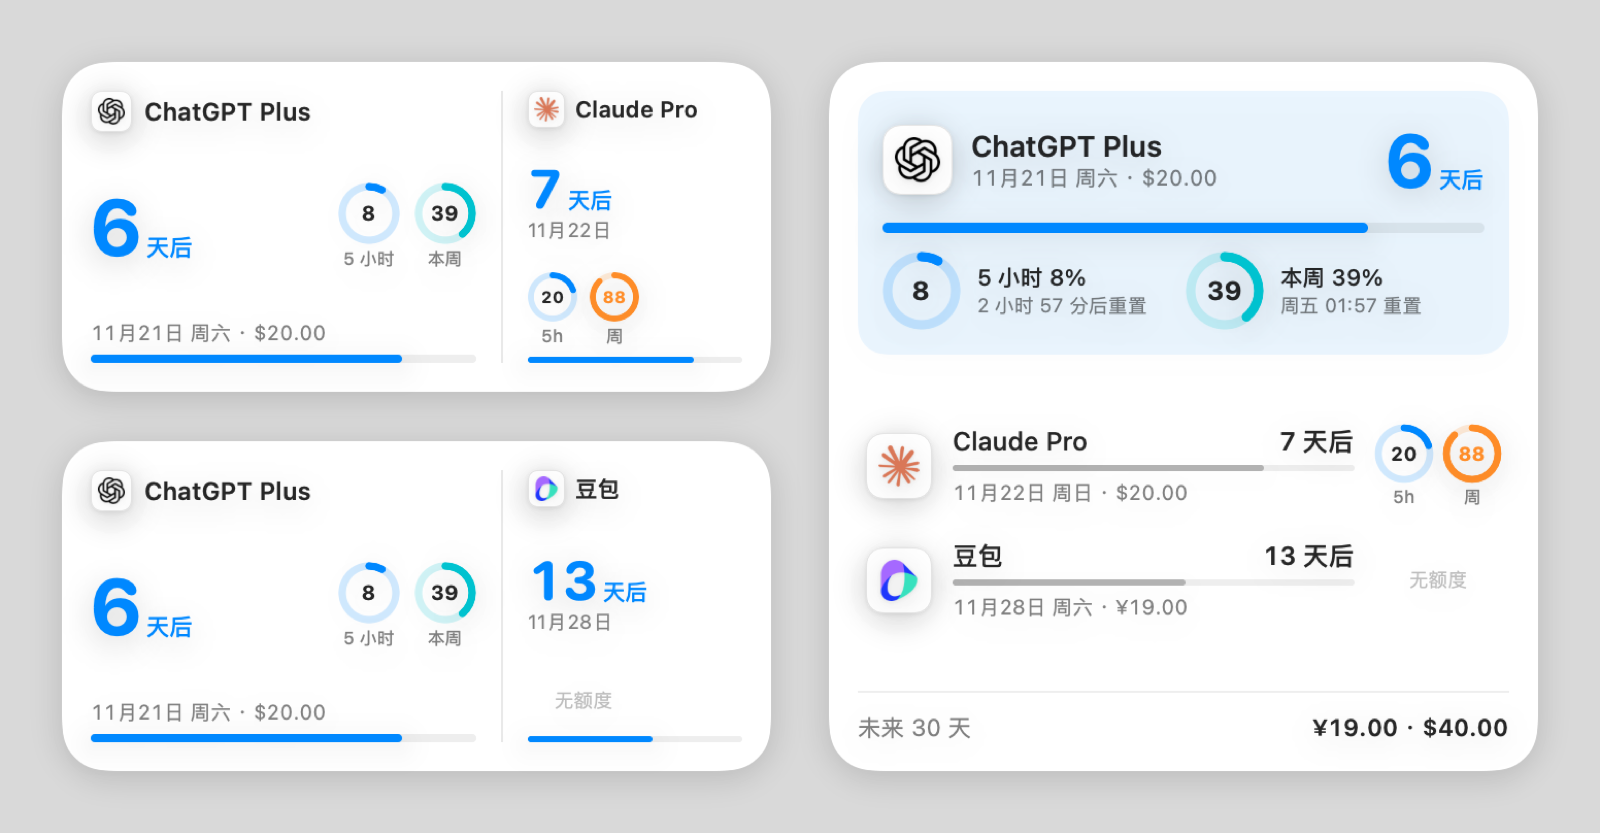 ChatGPT Plus
6 天后
8
39
5 小时
本周
11月21日 周六 · $20.00
Claude Pro
7 天后
11月22日
20
88
5h
周
ChatGPT Plus
6 天后
8
39
5 小时
本周
11月21日 周六 · $20.00
豆包
13 天后
11月28日
无额度
ChatGPT Plus
11月21日 周六 · $20.00
6 天后
8
5 小时 8%
2 小时 57 分后重置
39
本周 39%
周五 01:57 重置
Claude Pro
7 天后
11月22日 周日 · $20.00
20
88
5h
周
豆包
13 天后
11月28日 周六 · ¥19.00
无额度
未来 30 天
¥19.00 · $40.00